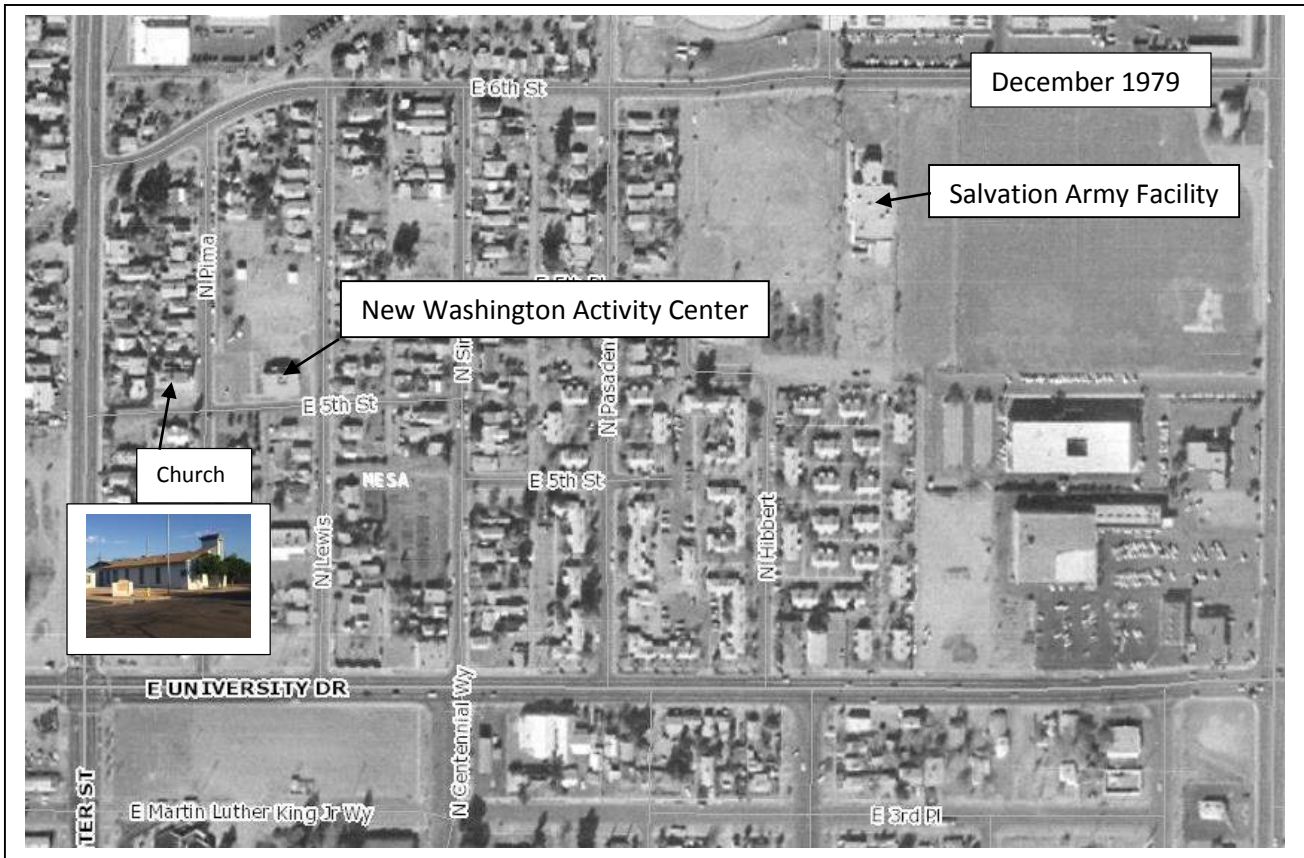 E 6th St
December 1979
Salvation Army Facility
N Pima
New Washington Activity Center
N Pasaden
E 5th St
Church
MESA
E 5th St
N Lewis
N Hibbert
E UNIVERSITY DR
N Centennial Wy
TER ST
E Martin Luther King Jr Wy
E 3rd Pl